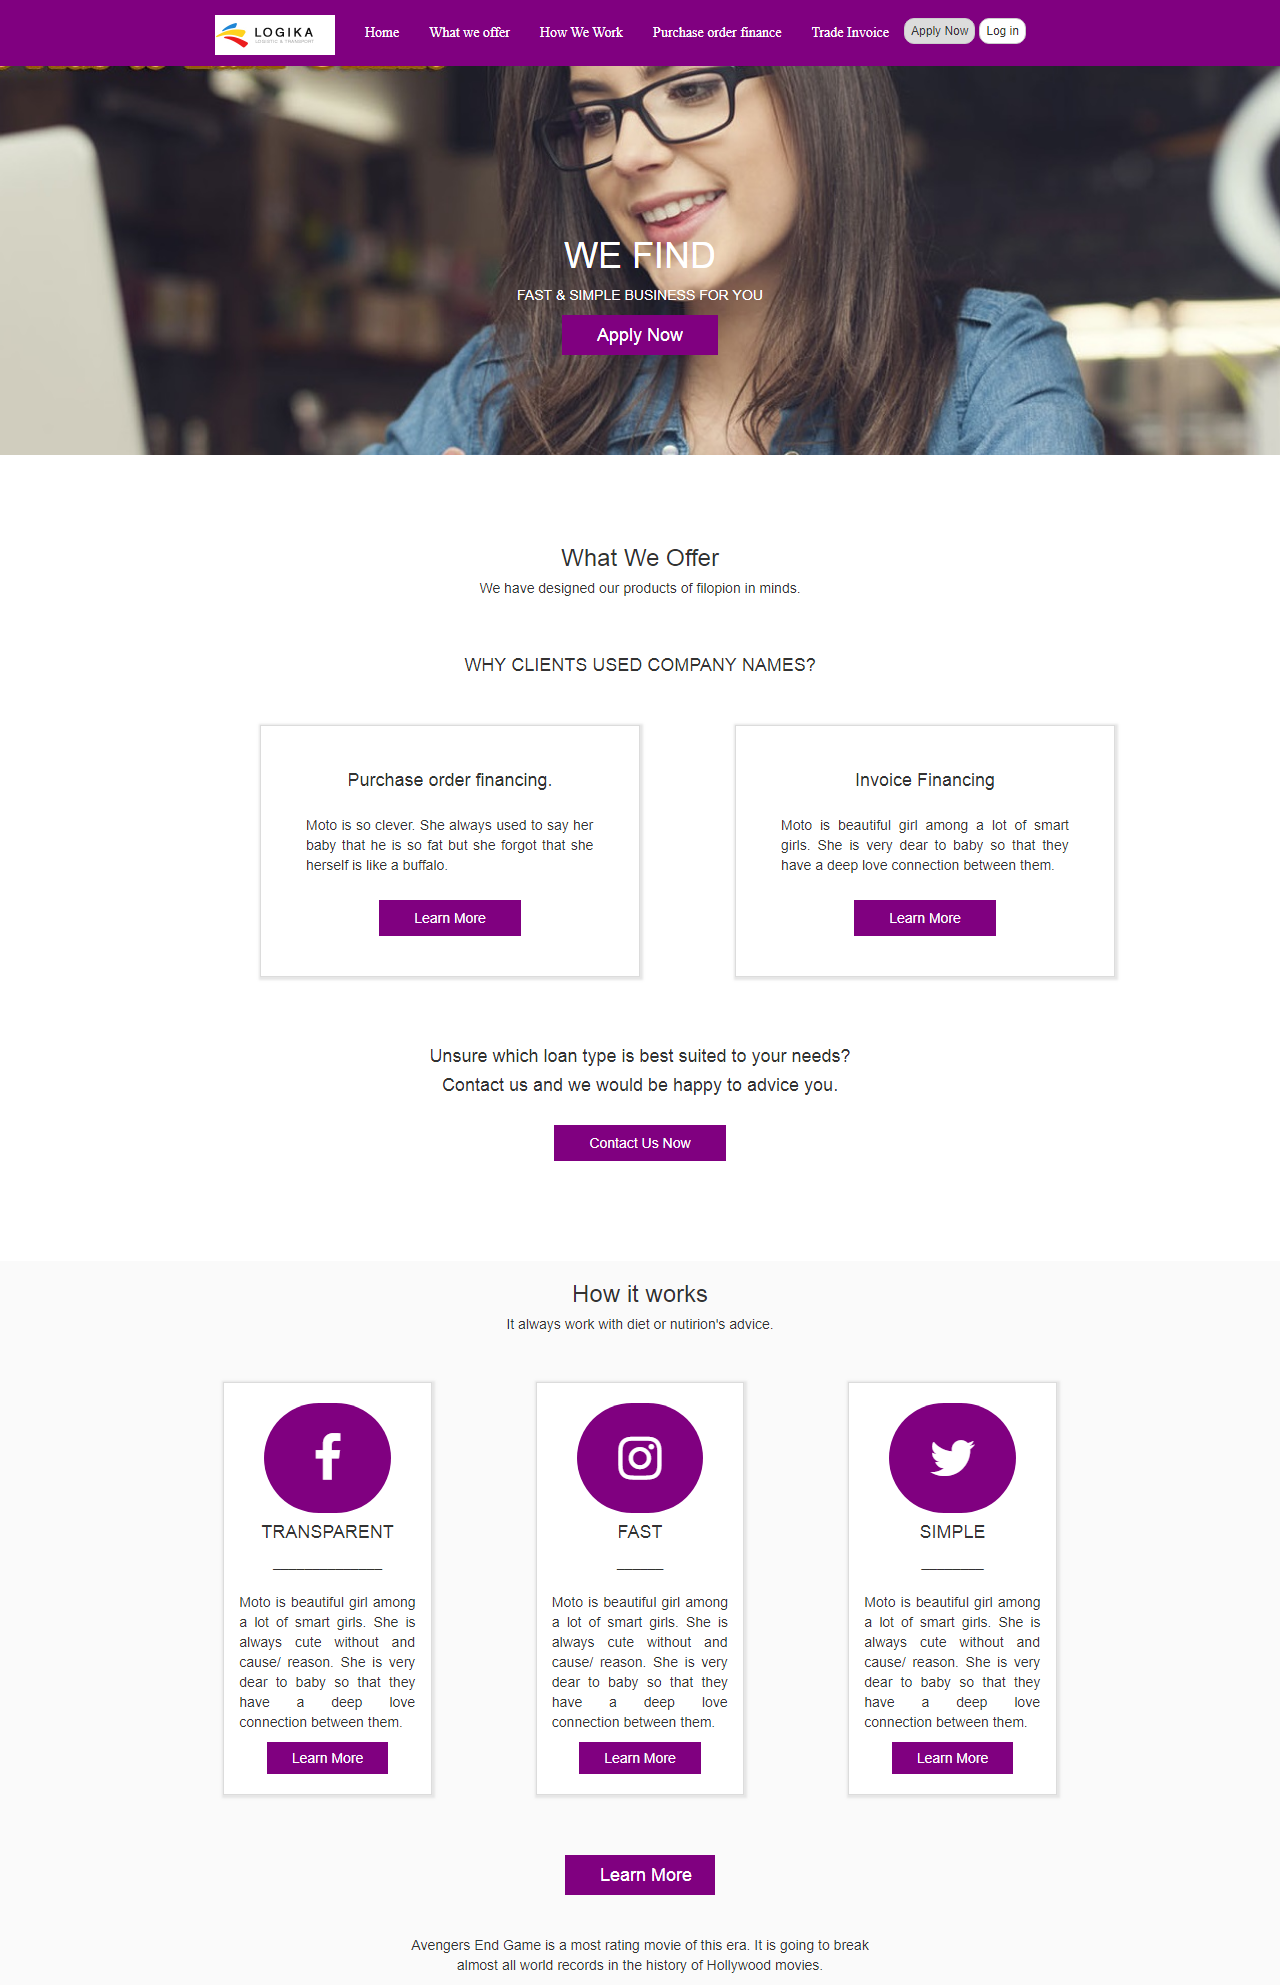 LOGIKA
LOGISTIC & TRANSPORT
Home
What we offer
How We Work
Purchase order finance
Trade Invoice
Apply Now
Log in
WE FIND
FAST & SIMPLE BUSINESS FOR YOU
Apply Now
What We Offer
We have designed our products of filopion in minds.
WHY CLIENTS USED COMPANY NAMES?
Purchase order financing.
Moto is so clever. She always used to say her
baby that he is so fat but she forgot that she
herself is like a buffalo.
Learn More
Invoice Financing
Moto is beautiful girl among a lot of smart
girls. She is very dear to baby so that they
have a deep love connection between them.
Learn More
Unsure which loan type is best suited to your needs?
Contact us and we would be happy to advice you.
Contact Us Now
How it works
It always work with diet or nutirion's advice.
TRANSPARENT
Moto is beautiful girl among
a lot of smart girls. She is
always cute without and
cause/ reason. She is very
dear to baby so that they
have a deep love
connection between them.
Learn More
FAST
Moto is beautiful girl among
a lot of smart girls. She is
always cute without and
cause/ reason. She is very
dear to baby so that they
have a deep love
connection between them.
Learn More
SIMPLE
Moto is beautiful girl among
a lot of smart girls. She is
always cute without and
cause/ reason. She is very
dear to baby so that they
have a deep love
connection between them.
Learn More
Learn More
Avengers End Game is a most rating movie of this era. It is going to break
almost all world records in the history of Hollywood movies.